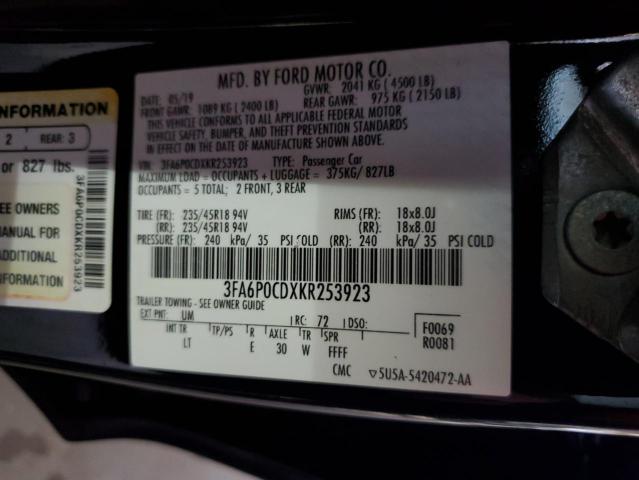 MFD. BY FORD MOTOR CO.
DATE: 05/19 GVWR: 2041 KG (4500 LB)
FRONT GAWR: 1089 KG (2400 LB) REAR GAWR: 975 KG (2150 LB)
THIS VEHICLE CONFORMS TO ALL APPLICABLE FEDERAL MOTOR
VEHICLE SAFETY, BUMPER, AND THEFT PREVENTION STANDARDS
IN EFFECT ON THE DATE OF MANUFACTURE SHOWN ABOVE.
VIN: 3FA6P0CDXKR253923 TYPE: Passenger Car
MAXIMUM LOAD = OCCUPANTS + LUGGAGE = 375KG/ 827LB
OCCUPANTS = 5 TOTAL; 2 FRONT, 3 REAR
TIRE (FR): 235/45R18 94V RIMS (FR): 18x8.0J
(RR): 235/45R18 94V (RR): 18x8.0J
PRESSURE (FR): 240 kPa/ 35 PSI COLD (RR): 240 kPa/ 35 PSI COLD
3FA6P0CDXKR253923
TRAILER TOWING - SEE OWNER GUIDE
EXT PNT: UM RC: 72 DSO:
INT TR TP/PS R AXLE TR SPR
LT E 30 W FFFF
F0069
R0081
CMC ▽5U5A-5420472-AA
INFORMATION
2 REAR: 3
or 827 lbs.
SEE OWNERS
MANUAL FOR
ADDITIONAL
INFORMATION
3FA6P0CDXKR253923